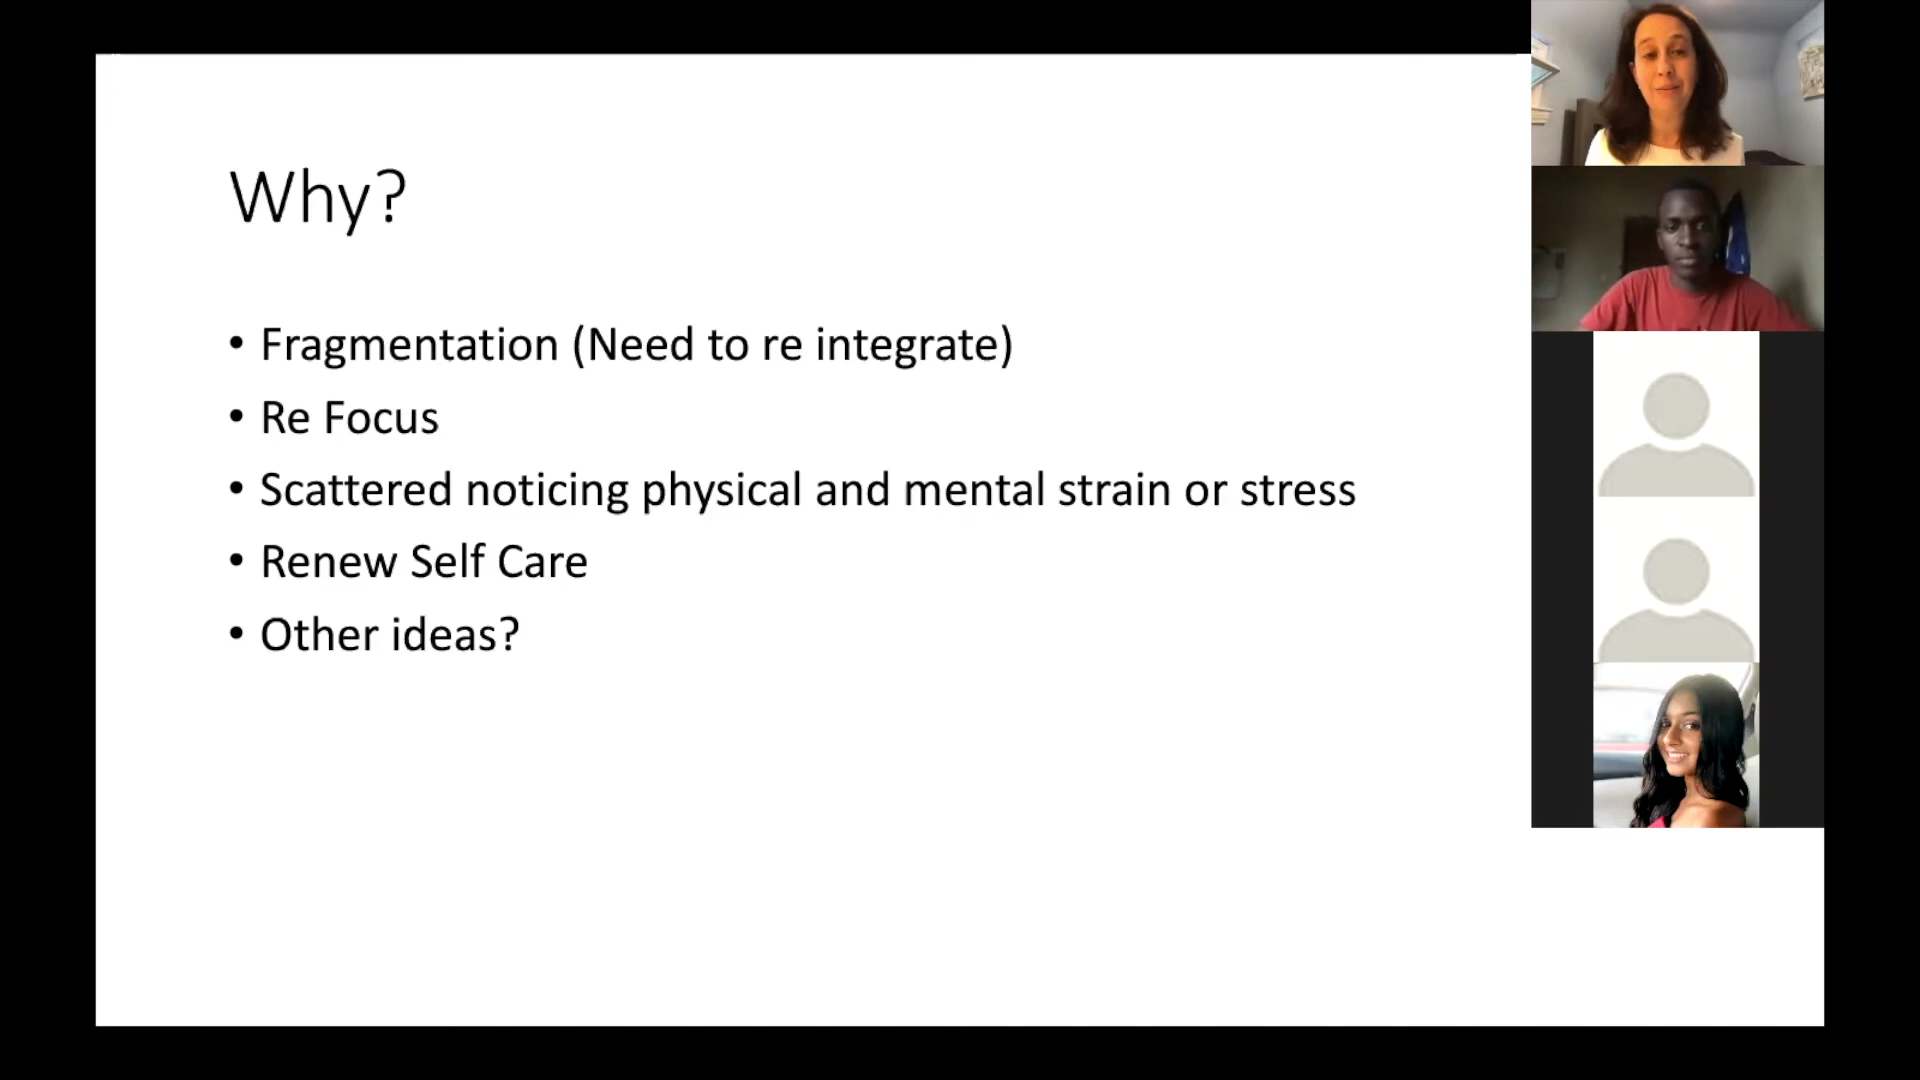 Why?
• Fragmentation (Need to re integrate)
• Re Focus
• Scattered noticing physical and mental strain or stress
• Renew Self Care
• Other ideas?